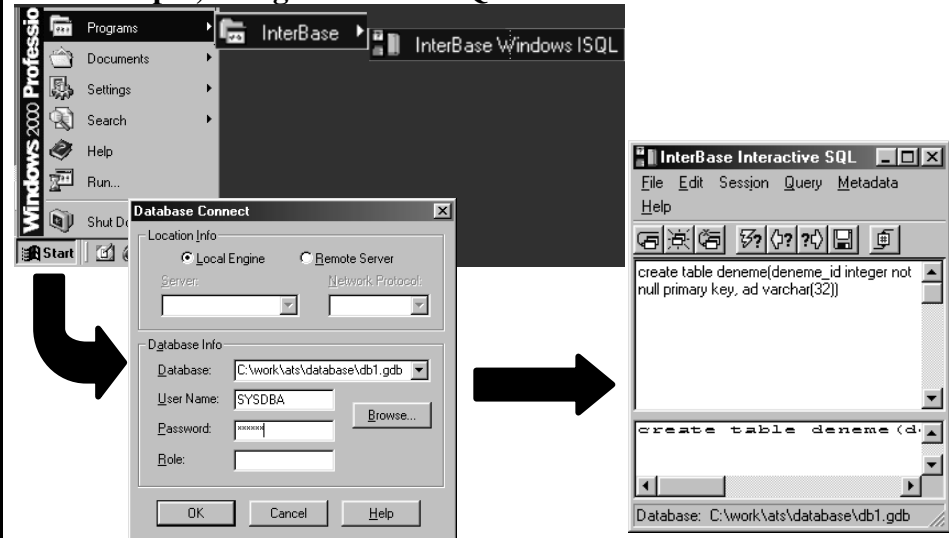 Windows 2000 Professio
Programs
Documents
Settings
Search
Help
Run...
Shut Do
Start
InterBase
InterBase Windows ISQL
Database Connect
Location Info
Local Engine
Remote Server
Server:
Network Protocol:
Database Info
Database:
C:\work\ats\database\db1.gdb
User Name:
SYSDBA
Password:
xxxxxx
Browse...
Role:
OK
Cancel
Help
InterBase Interactive SQL
File Edit Session Query Metadata
Help
create table deneme(deneme_id integer not
null primary key, ad varchar(32))
create table deneme(d
Database: C:\work\ats\database\db1.gdb